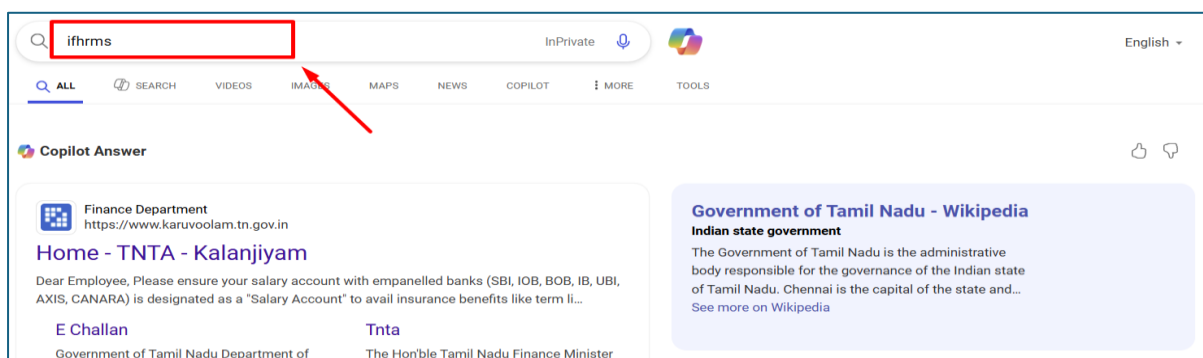 ifhrms
InPrivate
English
ALL SEARCH VIDEOS IMAGES MAPS NEWS COPILOT MORE TOOLS
Copilot Answer
Finance Department
https://www.karuvoolam.tn.gov.in
Home - TNTA - Kalanjiyam
Dear Employee, Please ensure your salary account with empanelled banks (SBI, IOB, BOB, IB, UBI,
AXIS, CANARA) is designated as a "Salary Account" to avail insurance benefits like term li...
E Challan
Government of Tamil Nadu Department of
Tnta
The Hon'ble Tamil Nadu Finance Minister
Government of Tamil Nadu - Wikipedia
Indian state government
The Government of Tamil Nadu is the administrative
body responsible for the governance of the Indian state
of Tamil Nadu. Chennai is the capital of the state and...
See more on Wikipedia